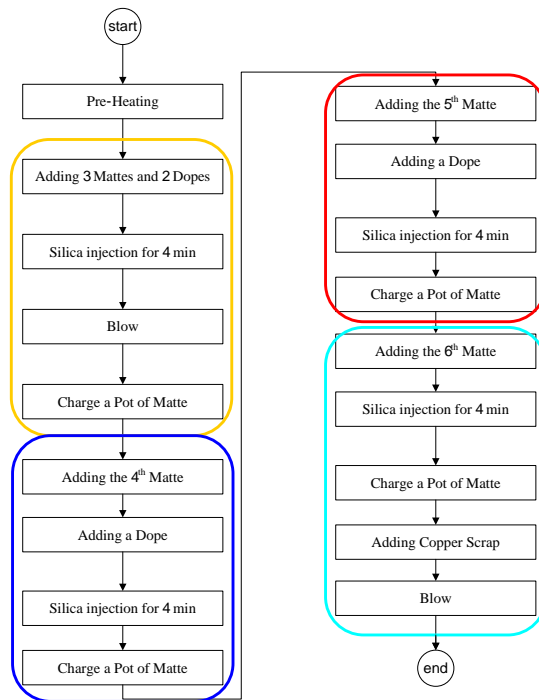 start
Pre-Heating
Adding 3 Mattes and 2 Dopes
Silica injection for 4 min
Blow
Charge a Pot of Matte
Adding the 4th Matte
Adding a Dope
Silica injection for 4 min
Charge a Pot of Matte
Adding the 5th Matte
Adding a Dope
Silica injection for 4 min
Charge a Pot of Matte
Adding the 6th Matte
Silica injection for 4 min
Charge a Pot of Matte
Adding Copper Scrap
Blow
end